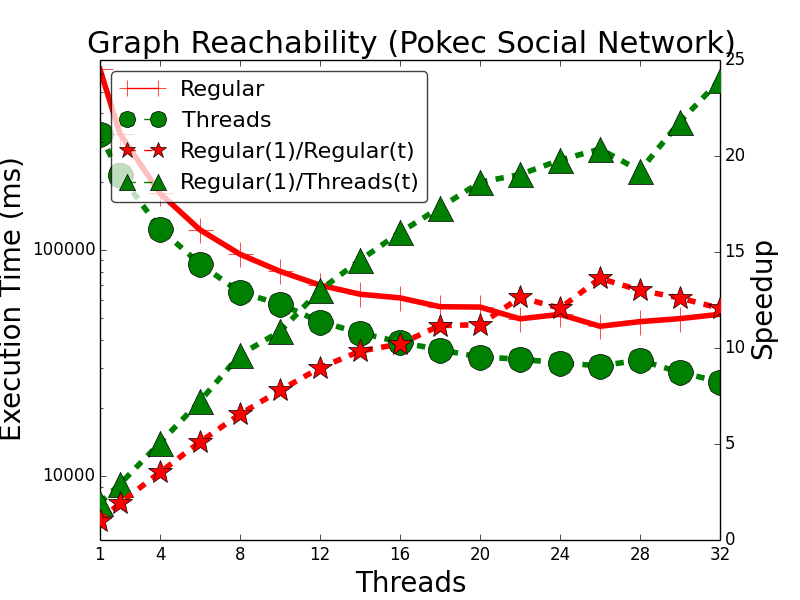 Graph Reachability (Pokec Social Network)
Regular
Threads
Regular(1)/Regular(t)
Regular(1)/Threads(t)
Execution Time (ms)
100000
10000
25
20
15
10
5
0
Speedup
1 4 8 12 16 20 24 28 32
Threads